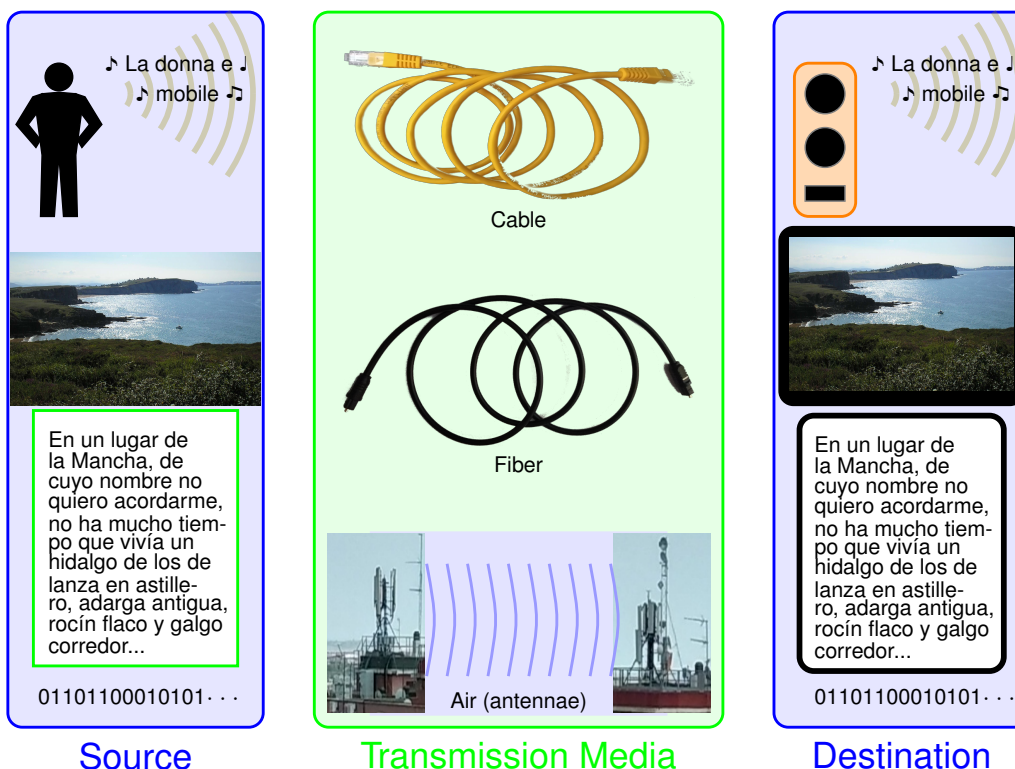 ♪ La donna e ♩
♪ mobile ♫
En un lugar de
la Mancha, de
cuyo nombre no
quiero acordarme,
no ha mucho tiem-
po que vivía un
hidalgo de los de
lanza en astille-
ro, adarga antigua,
rocín flaco y galgo
corredor...
01101100010101· · ·
Source
Cable
Fiber
Air (antennae)
Transmission Media
♪ La donna e ♩
♪ mobile ♫
En un lugar de
la Mancha, de
cuyo nombre no
quiero acordarme,
no ha mucho tiem-
po que vivía un
hidalgo de los de
lanza en astille-
ro, adarga antigua,
rocín flaco y galgo
corredor...
01101100010101· · ·
Destination